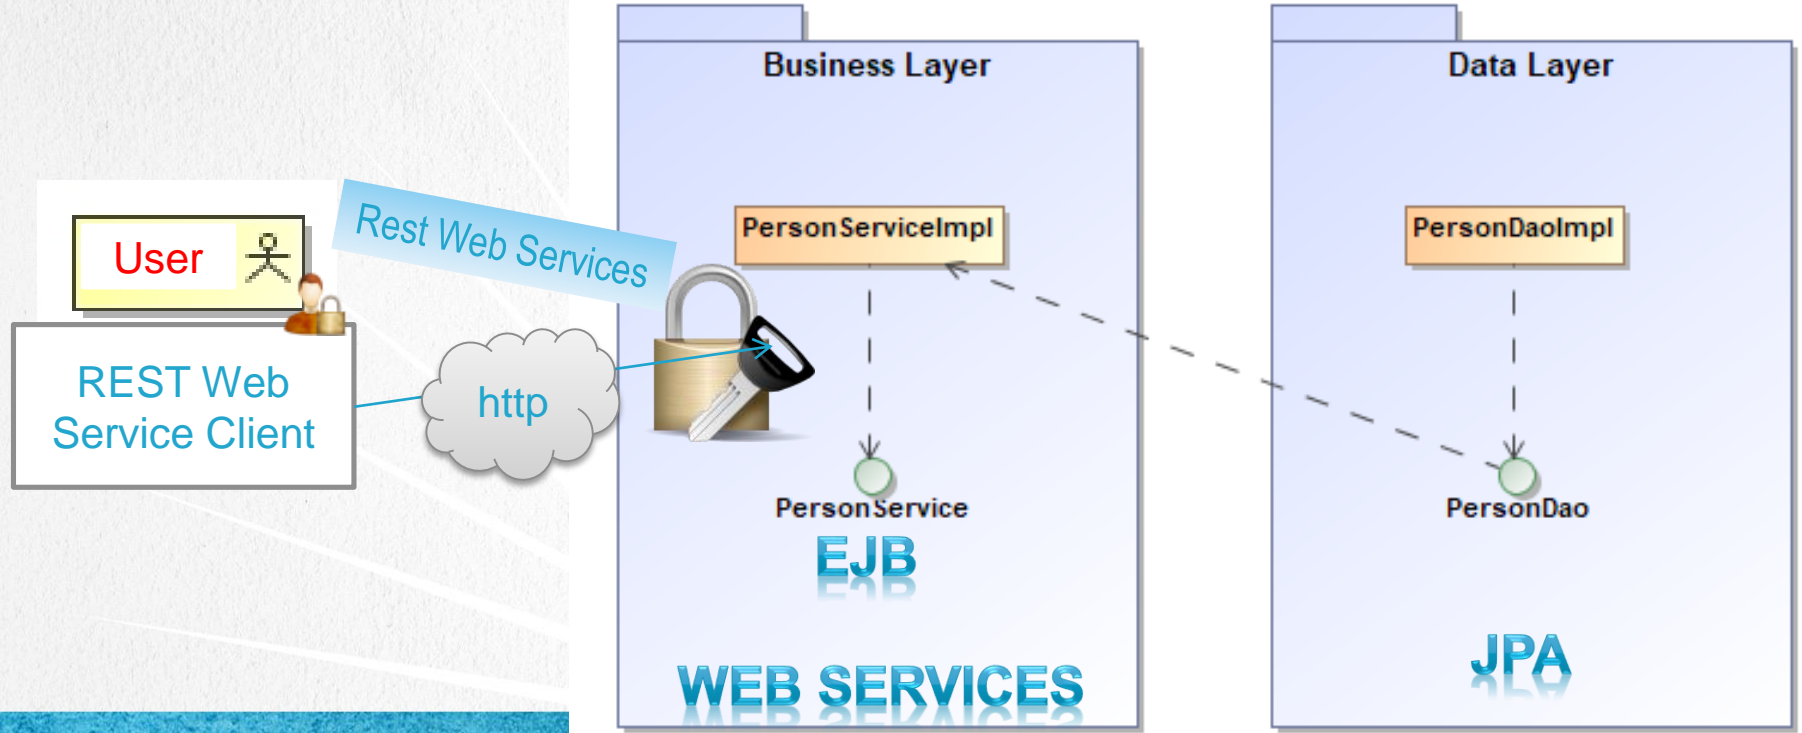 Business Layer
Data Layer
Rest Web Services
User
PersonServiceImpl
PersonDaoImpl
REST Web
Service Client
http
PersonService
PersonDao
EJB
JPA
WEB SERVICES